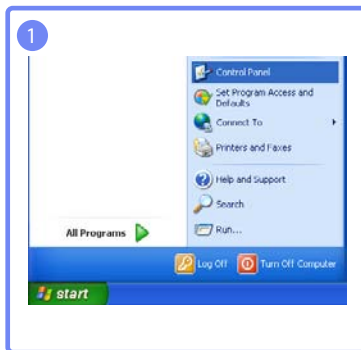 1
Control Panel
Set Program Access and
Defaults
Connect To
Printers and Faxes
Help and Support
Search
All Programs
Run...
Log Off
Turn Off Computer
start